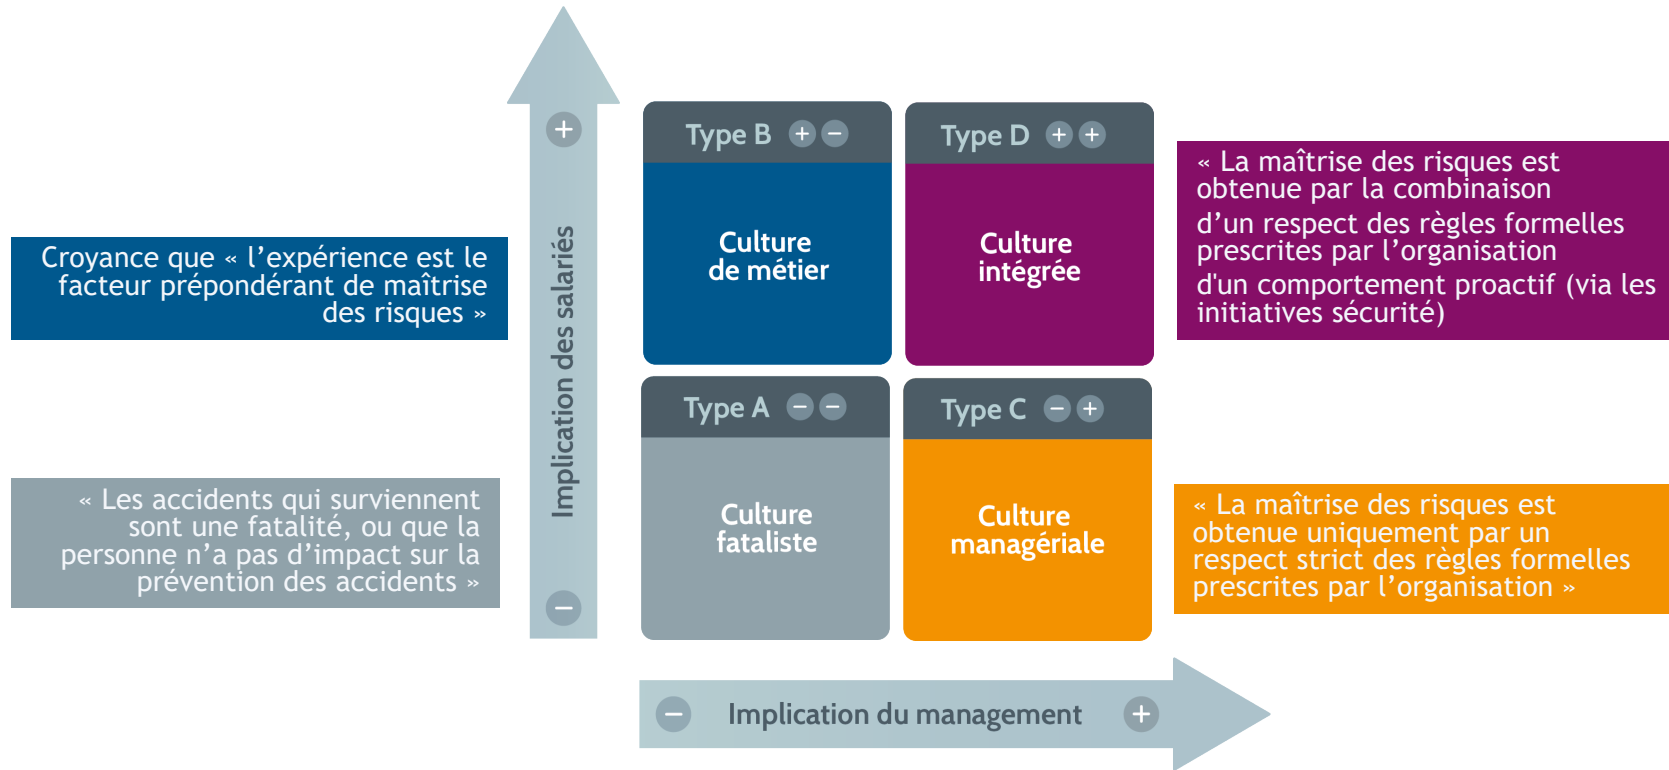 Implication des salariés
+
−
Type B + −
Culture
de métier
Type D + +
Culture
intégrée
Croyance que « l’expérience est le
facteur prépondérant de maîtrise
des risques »
« La maîtrise des risques est
obtenue par la combinaison
d’un respect des règles formelles
prescrites par l’organisation
d'un comportement proactif (via les
initiatives sécurité)
Type A − −
Culture
fataliste
Type C − +
Culture
managériale
« Les accidents qui surviennent
sont une fatalité, ou que la
personne n’a pas d’impact sur la
prévention des accidents »
« La maîtrise des risques est
obtenue uniquement par un
respect strict des règles formelles
prescrites par l’organisation »
− Implication du management +